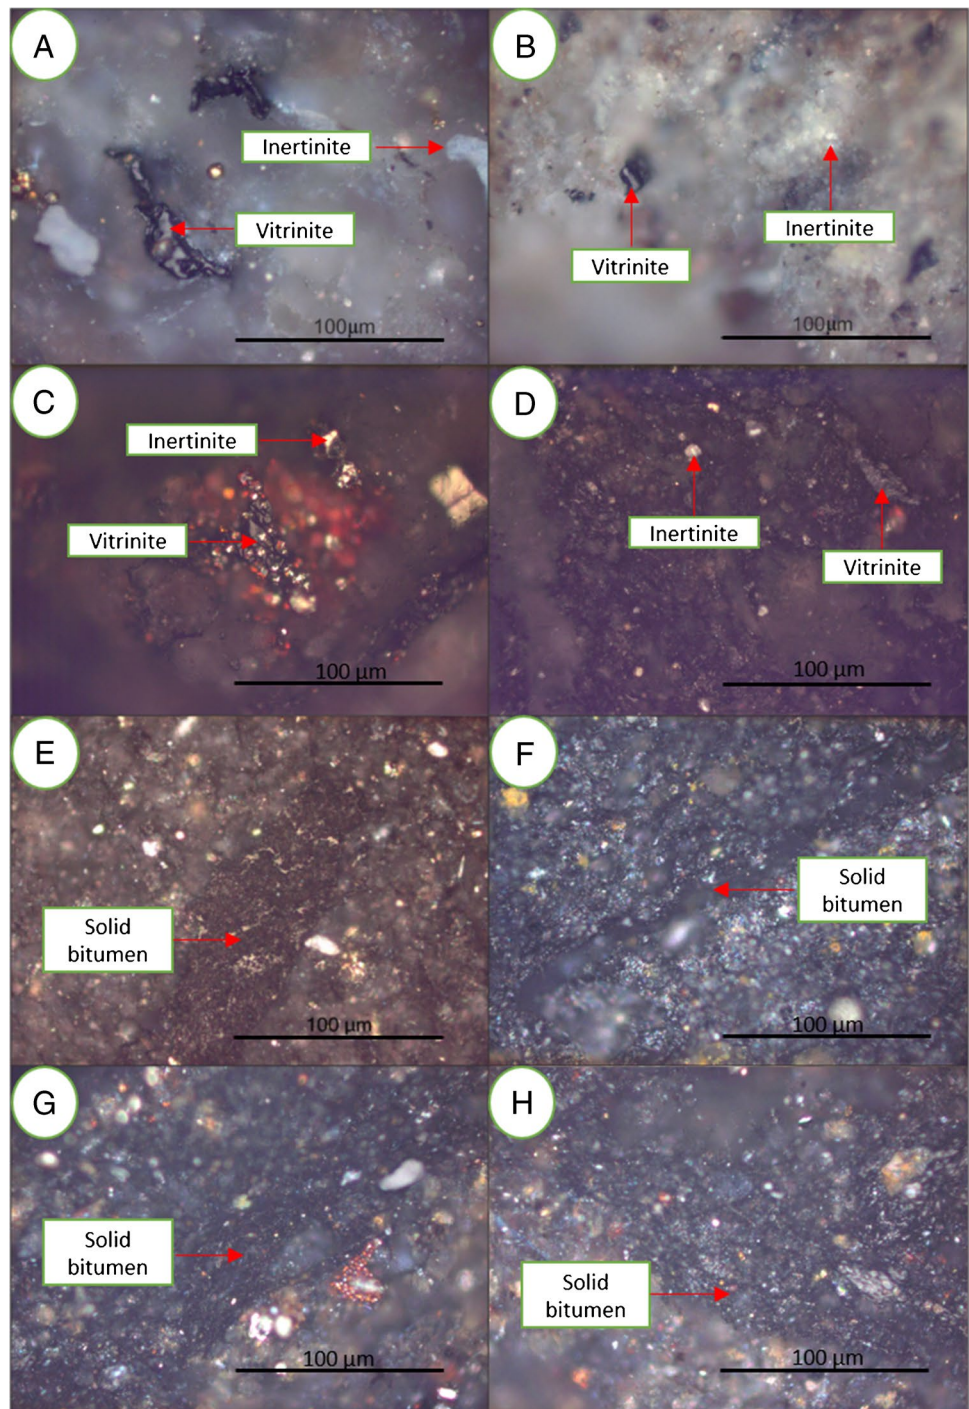 A
Inertinite
Vitrinite
100µm
B
Vitrinite
Inertinite
100µm
C
Inertinite
Vitrinite
100 µm
D
Inertinite
Vitrinite
100 µm
E
Solid
bitumen
100 µm
F
Solid
bitumen
100 µm
G
Solid
bitumen
100 µm
H
Solid
bitumen
100 µm